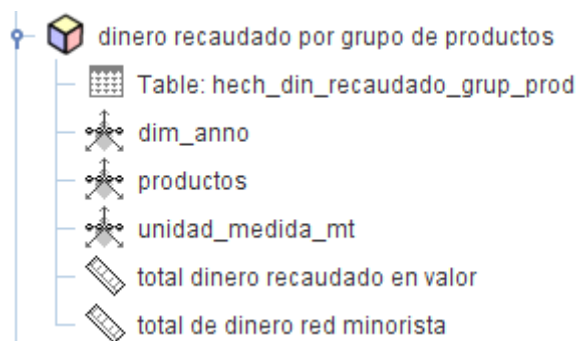 dinero recaudado por grupo de productos
Table: hech_din_recaudado_grup_prod
dim_anno
productos
unidad_medida_mt
total dinero recaudado en valor
total de dinero red minorista